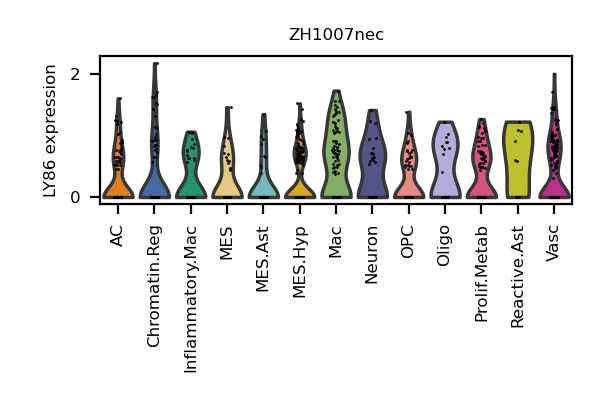 ZH1007nec
LY86 expression
2
0
AC
Chromatin.Reg
Inflammatory.Mac
MES
MES.Ast
MES.Hyp
Mac
Neuron
OPC
Oligo
Prolif.Metab
Reactive.Ast
Vasc